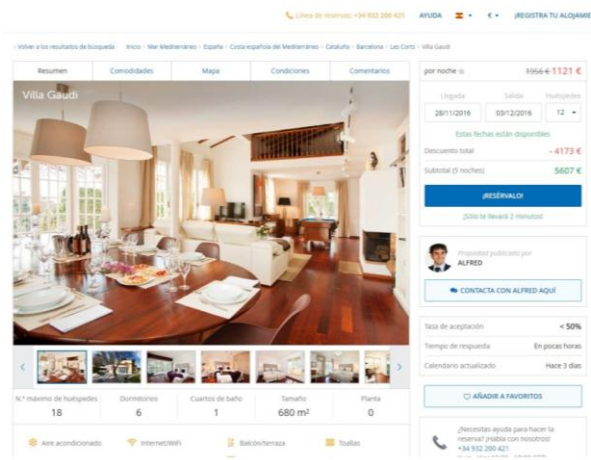 Línea de reservas: +34 932 200 421 AYUDA € ¡REGISTRA TU ALOJAMIE
Volver a los resultados de búsqueda Inicio Mar Mediterráneo España Costa española del Mediterráneo Cataluña Barcelona Les Corts Villa Gaudi
Resumen Comodidades Mapa Condiciones Comentarios
Villa Gaudi
N.º máximo de huéspedes Dormitorios Cuartos de baño Tamaño Planta
18 6 1 680 m² 0
Aire acondicionado Internet/WiFi Balcón/terraza Toallas
por noche 1956 € 1121 €
Llegada Salida Huéspedes
28/11/2016 03/12/2016 12
Estas fechas están disponibles
Descuento total - 4173 €
Subtotal (5 noches) 5607 €
¡RESÉRVALO!
¡Sólo te llevará 2 minutos!
Propiedad publicada por
ALFRED
CONTACTA CON ALFRED AQUÍ
Tasa de aceptación < 50%
Tiempo de respuesta En pocas horas
Calendario actualizado Hace 3 días
AÑADIR A FAVORITOS
¿Necesitas ayuda para hacer la
reserva? ¡Habla con nosotros!
+34 932 200 421